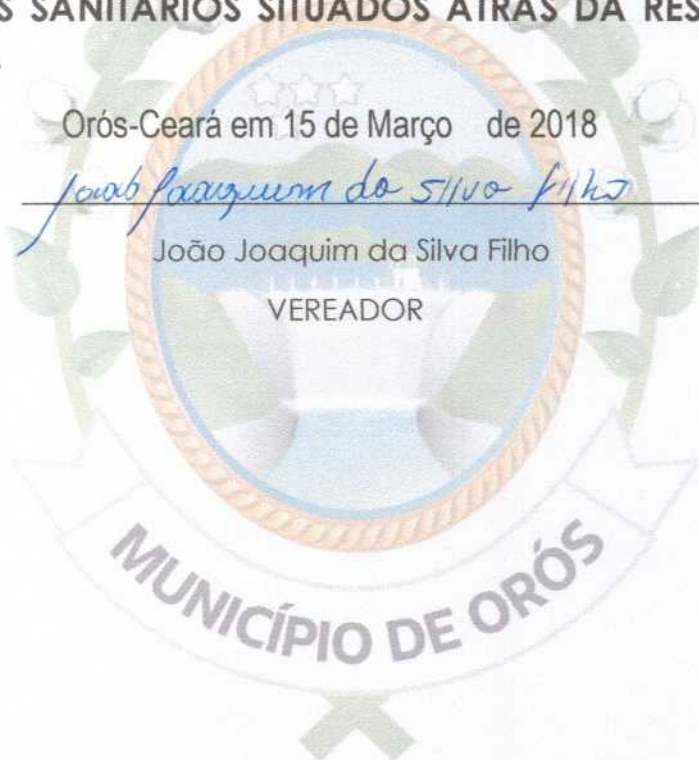 S SANITÁRIOS SITUADOS ATRÁS DA RES
Orós-Ceará em 15 de Março de 2018
João Joaquim da Silva Filho
João Joaquim da Silva Filho
VEREADOR
MUNICÍPIO DE ORÓS